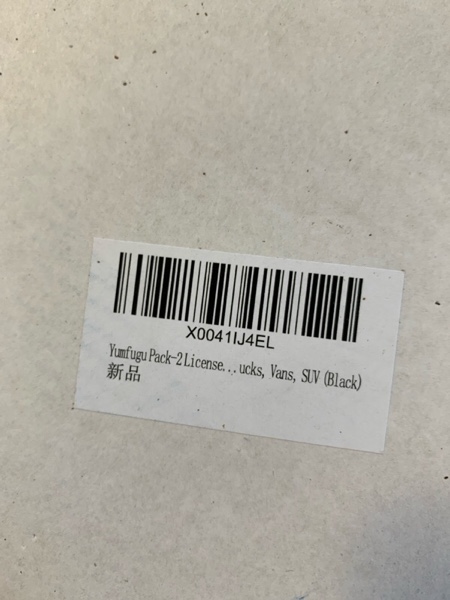 X0041IJ4EL
Yumfugu Pack-2 License...ucks, Vans, SUV (Black)
新品